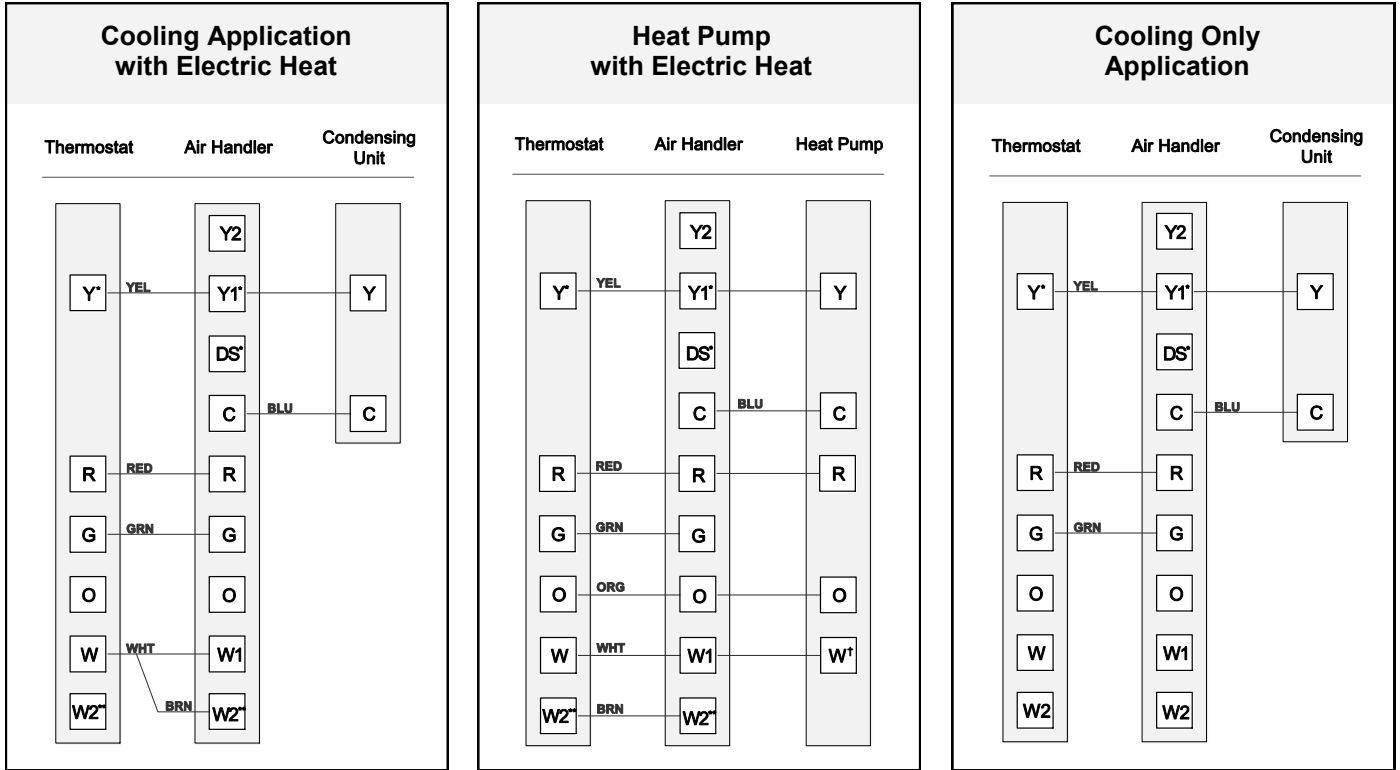 Cooling Application
with Electric Heat
Thermostat Air Handler Condensing
Unit
Y2
Y* YEL Y1* Y
DS*
C BLU C
R RED R
G GRN G
O O
W WHT W1
W2** BRN W2**
Heat Pump
with Electric Heat
Thermostat Air Handler Heat Pump
Y2
Y* YEL Y1* Y
DS*
C BLU C
R RED R R
G GRN G
O ORG O O
W WHT W1 W†
W2** BRN W2**
Cooling Only
Application
Thermostat Air Handler Condensing
Unit
Y2
Y* YEL Y1* Y
DS*
C BLU C
R RED R
G GRN G
O O
W W1
W2 W2